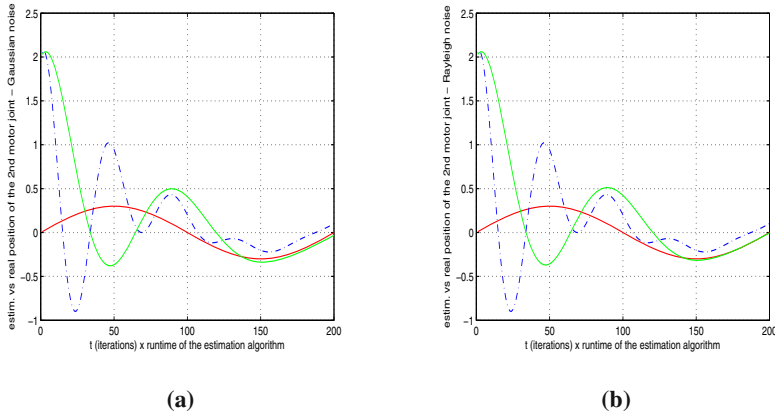 estim. vs real position of the 2nd motor joint – Gaussian noise
2.5
2
1.5
1
0.5
0
−0.5
−1
0 50 100 150 200
t (iterations) x runtime of the estimation algorithm
(a)
estim. vs real position of the 2nd motor joint – Rayleigh noise
2.5
2
1.5
1
0.5
0
−0.5
−1
0 50 100 150 200
t (iterations) x runtime of the estimation algorithm
(b)